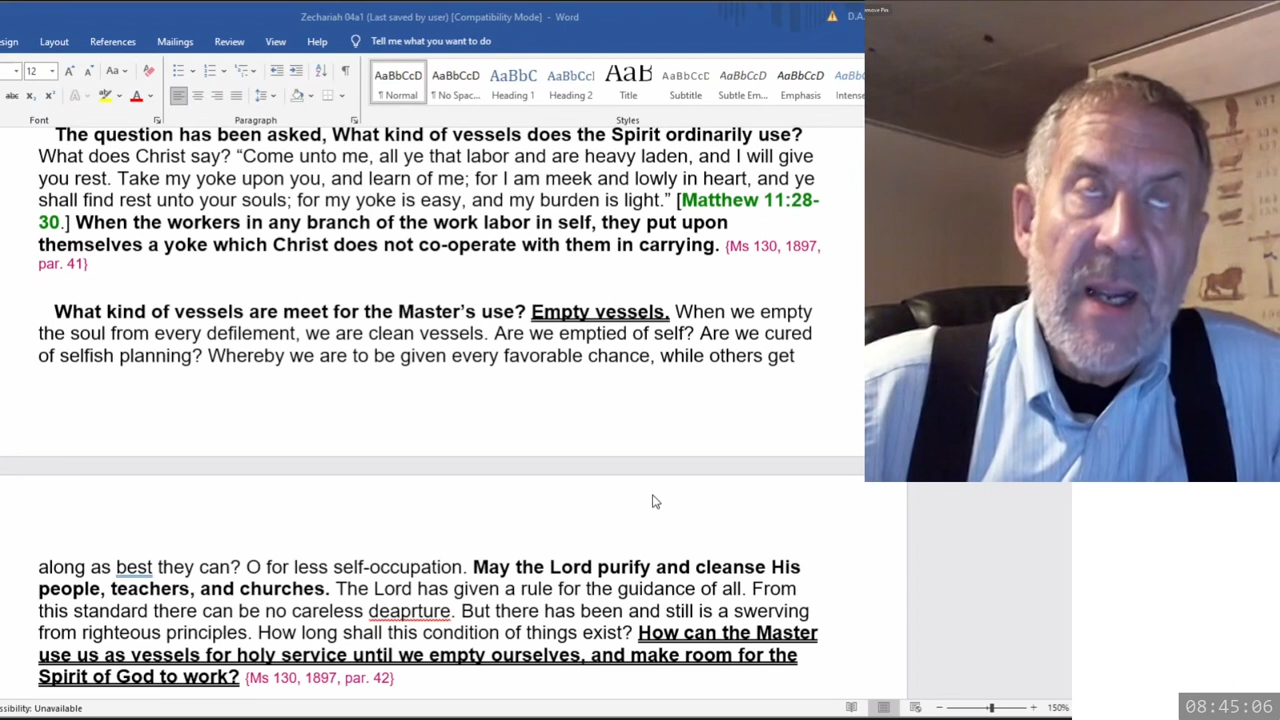 Zechariah 04a1 (Last saved by user) [Compatibility Mode] - Word
D.A.
sign Layout References Mailings Review View Help Tell me what you want to do
12 Aa
abc x₂ x² A A
AaBbCcD AaBbCcD AaBbC AaBbCc AaB AaBbCcD AaBbCcD AaBbCcD AaBb
¶ Normal ¶ No Spac... Heading 1 Heading 2 Title Subtitle Subtle Em... Emphasis Intense
Font Paragraph Styles
The question has been asked, What kind of vessels does the Spirit ordinarily use?
What does Christ say? “Come unto me, all ye that labor and are heavy laden, and I will give
you rest. Take my yoke upon you, and learn of me; for I am meek and lowly in heart, and ye
shall find rest unto your souls; for my yoke is easy, and my burden is light.” [Matthew 11:28-
30.] When the workers in any branch of the work labor in self, they put upon
themselves a yoke which Christ does not co-operate with them in carrying. {Ms 130, 1897,
par. 41}
What kind of vessels are meet for the Master’s use? Empty vessels. When we empty
the soul from every defilement, we are clean vessels. Are we emptied of self? Are we cured
of selfish planning? Whereby we are to be given every favorable chance, while others get
along as best they can? O for less self-occupation. May the Lord purify and cleanse His
people, teachers, and churches. The Lord has given a rule for the guidance of all. From
this standard there can be no careless deaprture. But there has been and still is a swerving
from righteous principles. How long shall this condition of things exist? How can the Master
use us as vessels for holy service until we empty ourselves, and make room for the
Spirit of God to work? {Ms 130, 1897, par. 42}
ssibility: Unavailable
150%
08:45:06